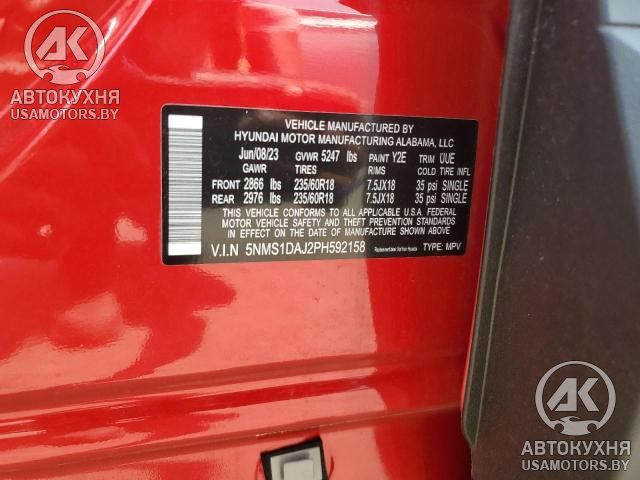 AK
АВТОКУХНЯ
USAMOTORS.BY
VEHICLE MANUFACTURED BY
HYUNDAI MOTOR MANUFACTURING ALABAMA, LLC
Jun/08/23 GVWR 5247 lbs PAINT Y2E TRIM UUE
GAWR TIRES RIMS COLD TIRE INFL
FRONT 2866 lbs 235/60R18 7.5JX18 35 psi SINGLE
REAR 2976 lbs 235/60R18 7.5JX18 35 psi SINGLE
THIS VEHICLE CONFORMS TO ALL APPLICABLE U.S.A. FEDERAL
MOTOR VEHICLE SAFETY AND THEFT PREVENTION STANDARDS
IN EFFECT ON THE DATE OF MANUFACTURE SHOWN ABOVE
V.I.N 5NMS1DAJ2PH592158 TYPE: MPV
AK
АВТОКУХНЯ
USAMOTORS.BY